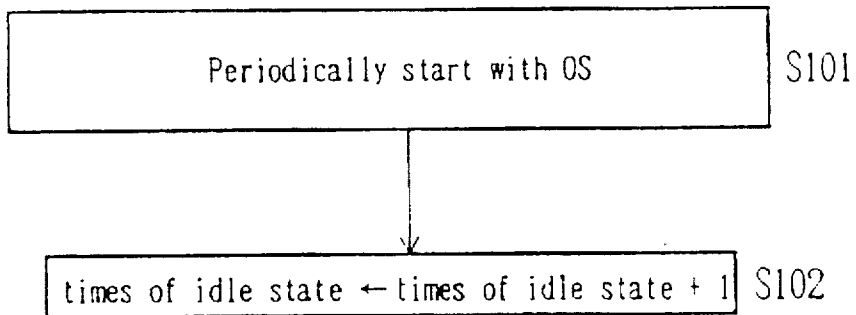 Periodically start with OS S101
times of idle state ← times of idle state + 1 S102